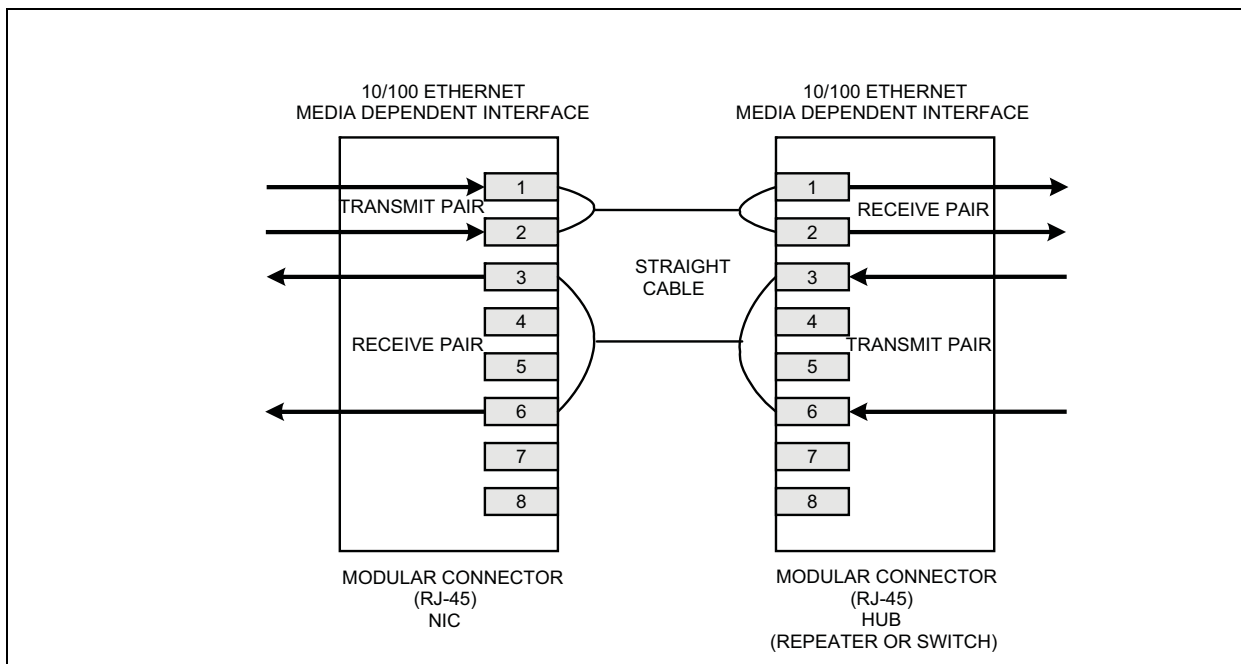 10/100 ETHERNET
MEDIA DEPENDENT INTERFACE
10/100 ETHERNET
MEDIA DEPENDENT INTERFACE
1
TRANSMIT PAIR
2
3
4
RECEIVE PAIR
5
6
7
8
STRAIGHT
CABLE
1
RECEIVE PAIR
2
3
4
TRANSMIT PAIR
5
6
7
8
MODULAR CONNECTOR
(RJ-45)
NIC
MODULAR CONNECTOR
(RJ-45)
HUB
(REPEATER OR SWITCH)